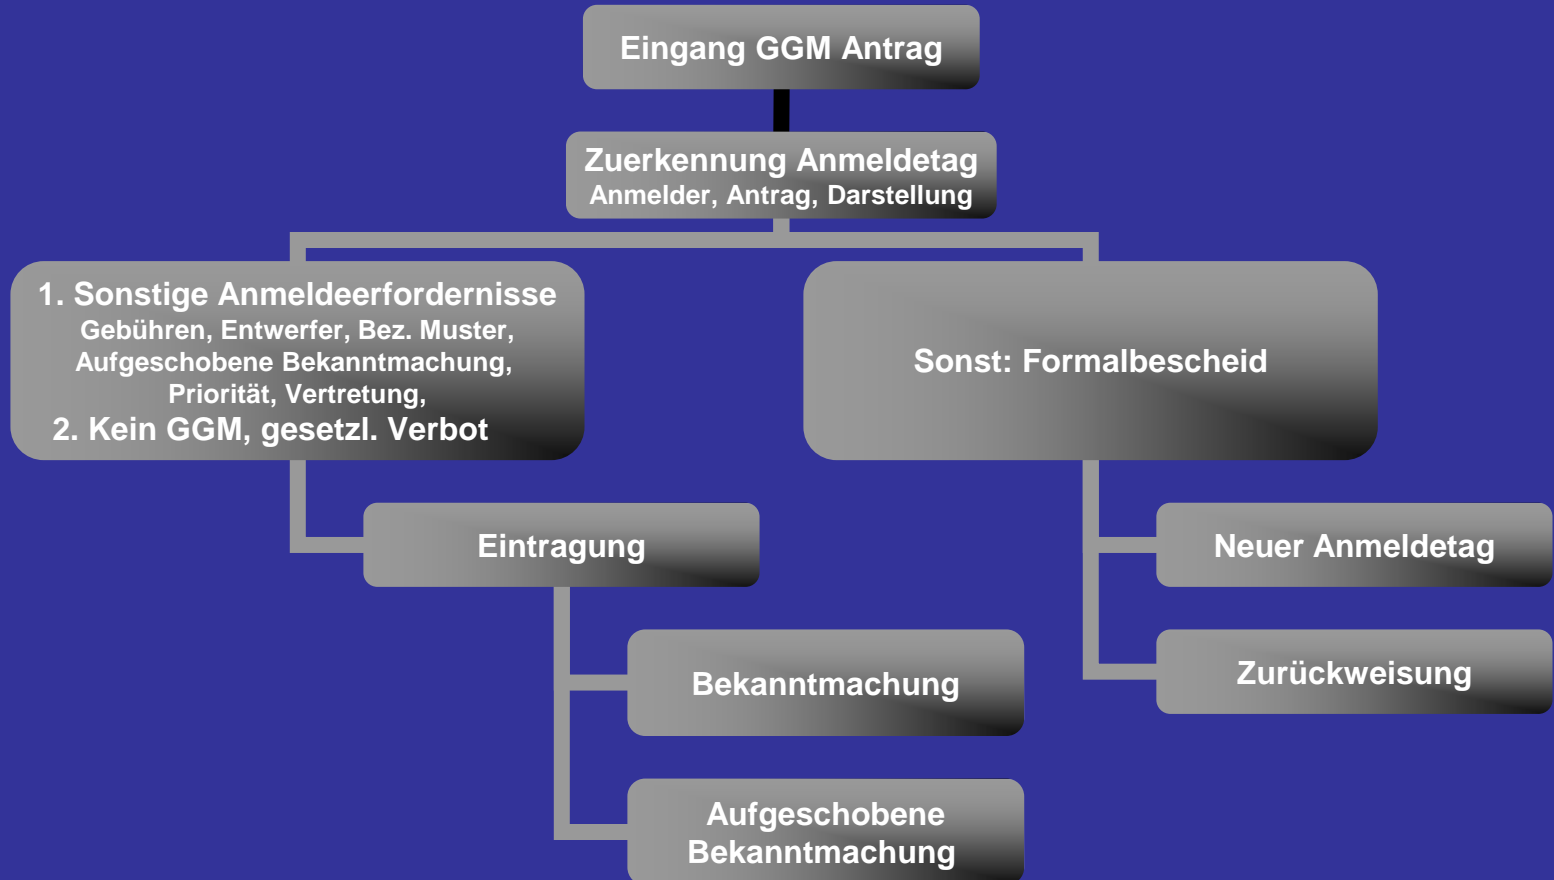 Eingang GGM Antrag
Zuerkennung Anmeldetag
Anmelder, Antrag, Darstellung
1. Sonstige Anmeldeerfordernisse
Gebühren, Entwerfer, Bez. Muster,
Aufgeschobene Bekanntmachung,
Priorität, Vertretung,
2. Kein GGM, gesetzl. Verbot
Sonst: Formalbescheid
Eintragung
Neuer Anmeldetag
Bekanntmachung
Zurückweisung
Aufgeschobene
Bekanntmachung